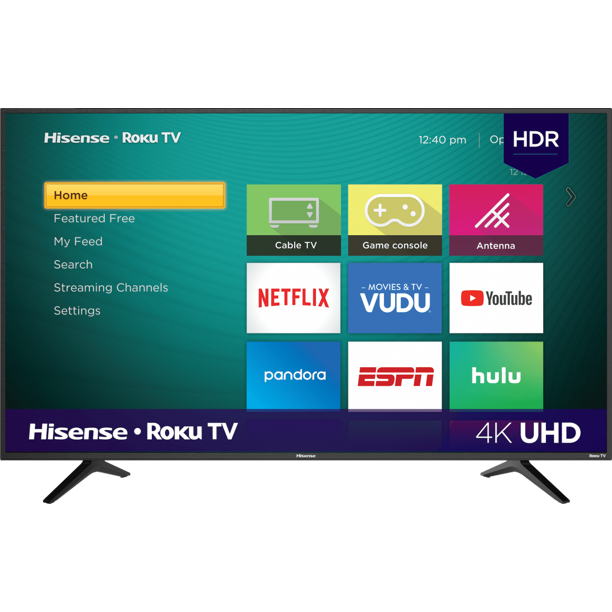 Hisense • Roku TV
12:40 pm | Op
HDR
Home
Featured Free
My Feed
Search
Streaming Channels
Settings
Cable TV
Game console
Antenna
NETFLIX
– MOVIES & TV –
VUDU
YouTube
pandora
ESPN
hulu
Hisense • Roku TV
4K UHD
Hisense
Roku TV